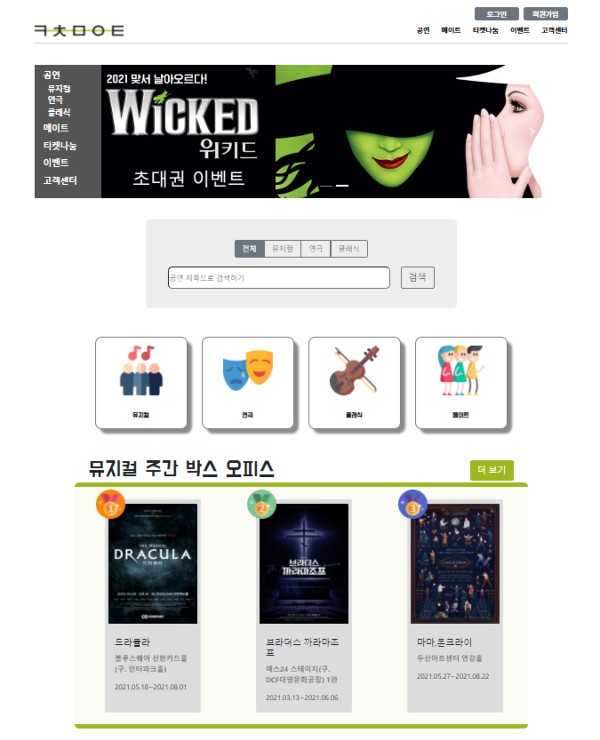 로그인 회원가입
ㅋㅊㅁㅇㅌ
공연 메이트 티켓나눔 이벤트 고객센터
공연
뮤지컬
연극
클래식
메이트
티켓나눔
이벤트
고객센터
2021 맞서 날아오르다!
WICKED
위키드
초대권 이벤트
전체 뮤지컬 연극 클래식
공연 제목으로 검색하기 검색
뮤지컬 연극 클래식 메이트
뮤지컬 주간 박스 오피스 더 보기
1
THE MUSICAL
DRACULA
드라큘라
블루스퀘어 신한카드홀
(구. 인터파크홀)
2021.05.18~2021.08.01
2
브라더스
까라마조프
브라더스 까라마조
프
예스24 스테이지(구.
DCF대명문화공장) 1관
2021.03.13~2021.06.06
3
마마,돈크라이
두산아트센터 연강홀
2021.05.27~2021.08.22